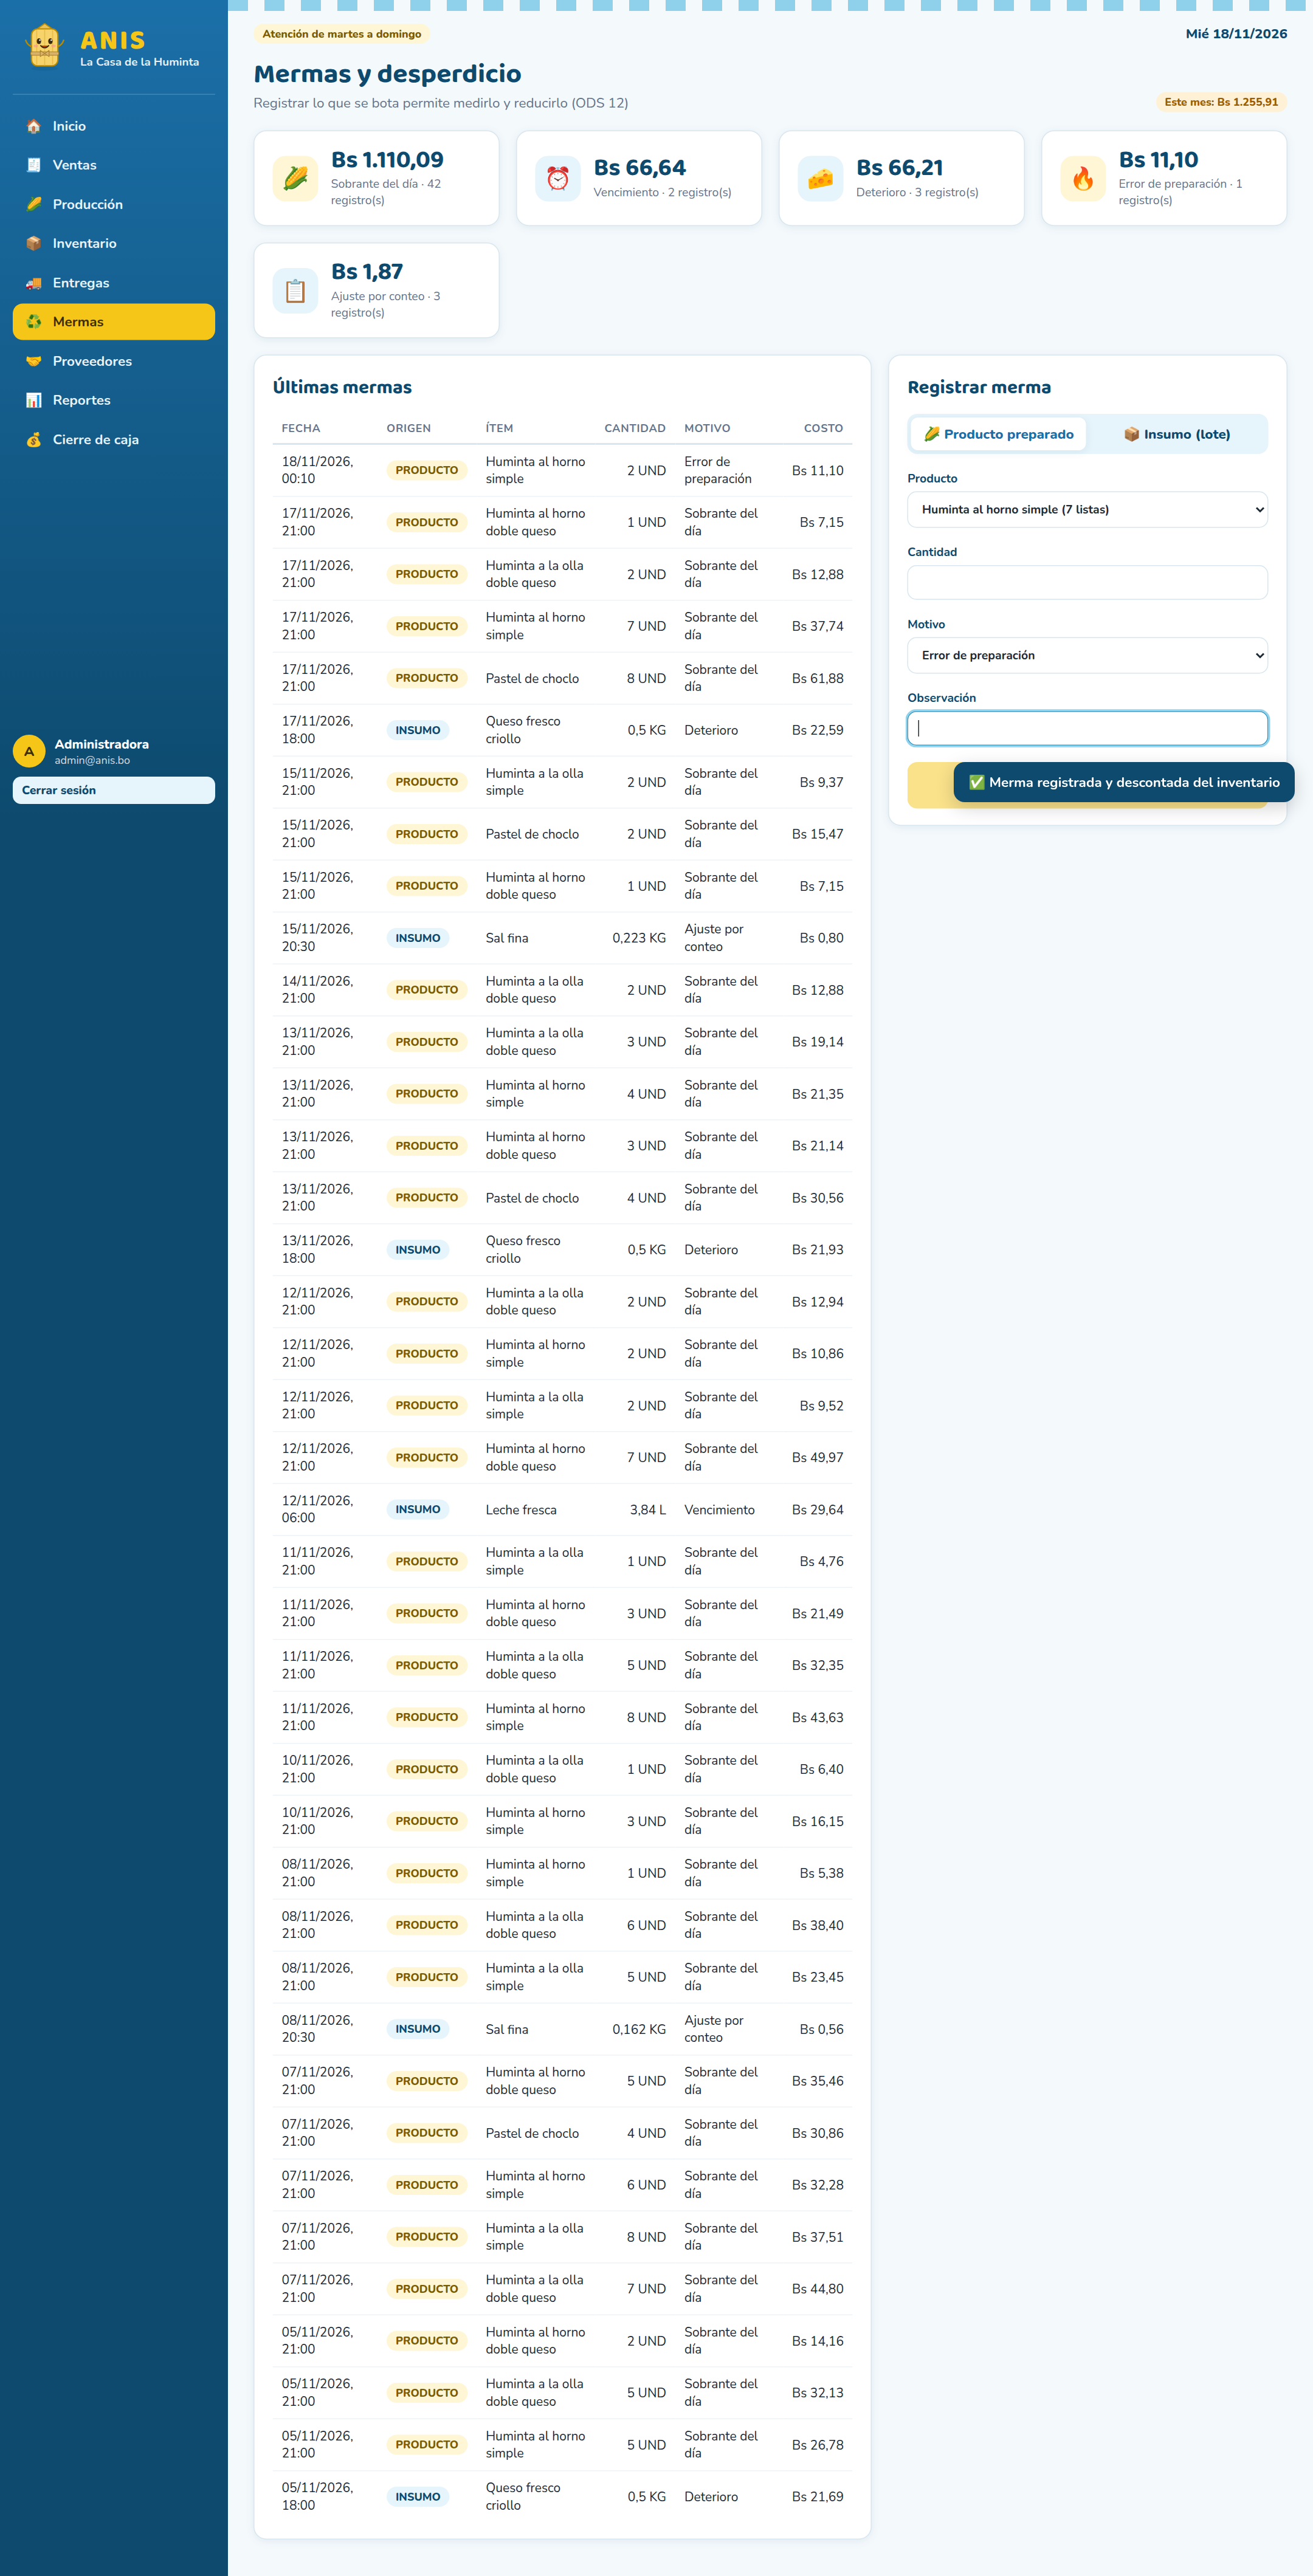 ANIS
La Casa de la Huminta
Inicio
Ventas
Producción
Inventario
Entregas
Mermas
Proveedores
Reportes
Cierre de caja
A
Administradora
admin@anis.bo
Cerrar sesión
Atención de martes a domingo
Mié 18/11/2026
Mermas y desperdicio
Registrar lo que se bota permite medirlo y reducirlo (ODS 12)
Este mes: Bs 1.255,91
Bs 1.110,09
Sobrante del día · 42
registro(s)
Bs 66,64
Vencimiento · 2 registro(s)
Bs 66,21
Deterioro · 3 registro(s)
Bs 11,10
Error de preparación · 1
registro(s)
Bs 1,87
Ajuste por conteo · 3
registro(s)
Últimas mermas
FECHA ORIGEN ÍTEM CANTIDAD MOTIVO COSTO
18/11/2026, 00:10 PRODUCTO Huminta al horno simple 2 UND Error de preparación Bs 11,10
17/11/2026, 21:00 PRODUCTO Huminta al horno doble queso 1 UND Sobrante del día Bs 7,15
17/11/2026, 21:00 PRODUCTO Huminta a la olla doble queso 2 UND Sobrante del día Bs 12,88
17/11/2026, 21:00 PRODUCTO Huminta al horno simple 7 UND Sobrante del día Bs 37,74
17/11/2026, 21:00 PRODUCTO Pastel de choclo 8 UND Sobrante del día Bs 61,88
17/11/2026, 18:00 INSUMO Queso fresco criollo 0,5 KG Deterioro Bs 22,59
15/11/2026, 21:00 PRODUCTO Huminta a la olla simple 2 UND Sobrante del día Bs 9,37
15/11/2026, 21:00 PRODUCTO Pastel de choclo 2 UND Sobrante del día Bs 15,47
15/11/2026, 21:00 PRODUCTO Huminta al horno doble queso 1 UND Sobrante del día Bs 7,15
15/11/2026, 20:30 INSUMO Sal fina 0,223 KG Ajuste por conteo Bs 0,80
14/11/2026, 21:00 PRODUCTO Huminta a la olla doble queso 2 UND Sobrante del día Bs 12,88
13/11/2026, 21:00 PRODUCTO Huminta a la olla doble queso 3 UND Sobrante del día Bs 19,14
13/11/2026, 21:00 PRODUCTO Huminta al horno simple 4 UND Sobrante del día Bs 21,35
13/11/2026, 21:00 PRODUCTO Huminta al horno doble queso 3 UND Sobrante del día Bs 21,14
13/11/2026, 21:00 PRODUCTO Pastel de choclo 4 UND Sobrante del día Bs 30,56
13/11/2026, 18:00 INSUMO Queso fresco criollo 0,5 KG Deterioro Bs 21,93
12/11/2026, 21:00 PRODUCTO Huminta a la olla doble queso 2 UND Sobrante del día Bs 12,94
12/11/2026, 21:00 PRODUCTO Huminta al horno simple 2 UND Sobrante del día Bs 10,86
12/11/2026, 21:00 PRODUCTO Huminta a la olla simple 2 UND Sobrante del día Bs 9,52
12/11/2026, 21:00 PRODUCTO Huminta al horno doble queso 7 UND Sobrante del día Bs 49,97
12/11/2026, 06:00 INSUMO Leche fresca 3,84 L Vencimiento Bs 29,64
11/11/2026, 21:00 PRODUCTO Huminta a la olla simple 1 UND Sobrante del día Bs 4,76
11/11/2026, 21:00 PRODUCTO Huminta al horno doble queso 3 UND Sobrante del día Bs 21,49
11/11/2026, 21:00 PRODUCTO Huminta a la olla doble queso 5 UND Sobrante del día Bs 32,35
11/11/2026, 21:00 PRODUCTO Huminta al horno simple 8 UND Sobrante del día Bs 43,63
10/11/2026, 21:00 PRODUCTO Huminta a la olla doble queso 1 UND Sobrante del día Bs 6,40
10/11/2026, 21:00 PRODUCTO Huminta al horno simple 3 UND Sobrante del día Bs 16,15
08/11/2026, 21:00 PRODUCTO Huminta al horno simple 1 UND Sobrante del día Bs 5,38
08/11/2026, 21:00 PRODUCTO Huminta a la olla doble queso 6 UND Sobrante del día Bs 38,40
08/11/2026, 21:00 PRODUCTO Huminta a la olla simple 5 UND Sobrante del día Bs 23,45
08/11/2026, 20:30 INSUMO Sal fina 0,162 KG Ajuste por conteo Bs 0,56
07/11/2026, 21:00 PRODUCTO Huminta al horno doble queso 5 UND Sobrante del día Bs 35,46
07/11/2026, 21:00 PRODUCTO Pastel de choclo 4 UND Sobrante del día Bs 30,86
07/11/2026, 21:00 PRODUCTO Huminta al horno simple 6 UND Sobrante del día Bs 32,28
07/11/2026, 21:00 PRODUCTO Huminta a la olla simple 8 UND Sobrante del día Bs 37,51
07/11/2026, 21:00 PRODUCTO Huminta a la olla doble queso 7 UND Sobrante del día Bs 44,80
05/11/2026, 21:00 PRODUCTO Huminta al horno doble queso 2 UND Sobrante del día Bs 14,16
05/11/2026, 21:00 PRODUCTO Huminta a la olla doble queso 5 UND Sobrante del día Bs 32,13
05/11/2026, 21:00 PRODUCTO Huminta al horno simple 5 UND Sobrante del día Bs 26,78
05/11/2026, 18:00 INSUMO Queso fresco criollo 0,5 KG Deterioro Bs 21,69
Registrar merma
Producto preparado
Insumo (lote)
Producto
Huminta al horno simple (7 listas)
Cantidad
Motivo
Error de preparación
Observación
Merma registrada y descontada del inventario